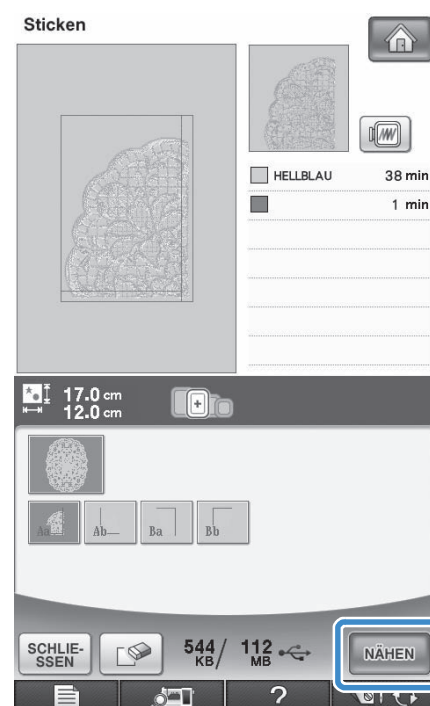 Sticken
HELLBLAU 38 min
1 min
17.0 cm
12.0 cm
Aa Ab Ba Bb
SCHLIE-
SSEN
544 KB/ 112 MB
NÄHEN
?